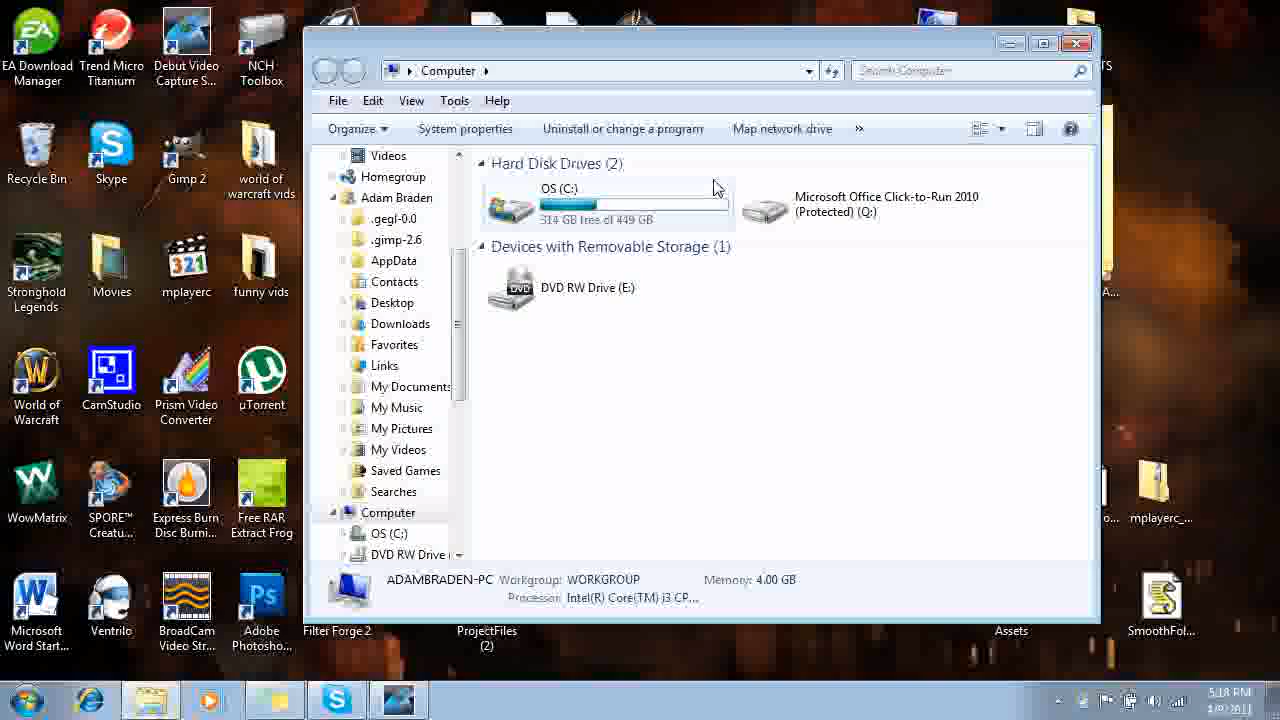 EA Download
Manager
Trend Micro
Titanium
Debut Video
Capture S...
NCH
Toolbox
Recycle Bin
Skype
Gimp 2
world of
warcraft vids
Stronghold
Legends
Movies
mplayerc
funny vids
World of
Warcraft
CamStudio
Prism Video
Converter
µTorrent
WowMatrix
SPORE™
Creatu...
Express Burn
Disc Burni...
Free RAR
Extract Frog
Microsoft
Word Start...
Ventrilo
BroadCam
Video Str...
Adobe
Photosho...
Filter Forge 2
ProjectFiles
(2)
Assets
SmoothFol...
mplayerc_...
Computer
Search Computer
File Edit View Tools Help
Organize System properties Uninstall or change a program Map network drive »
Videos
Homegroup
Adam Braden
.gegl-0.0
.gimp-2.6
AppData
Contacts
Desktop
Downloads
Favorites
Links
My Documents
My Music
My Pictures
My Videos
Saved Games
Searches
Computer
OS (C:)
DVD RW Drive (
Hard Disk Drives (2)
OS (C:)
314 GB free of 449 GB
Microsoft Office Click-to-Run 2010
(Protected) (Q:)
Devices with Removable Storage (1)
DVD
DVD RW Drive (E:)
ADAMBRADEN-PC Workgroup: WORKGROUP Memory: 4.00 GB
Processor: Intel(R) Core(TM) i3 CP...
5:18 PM